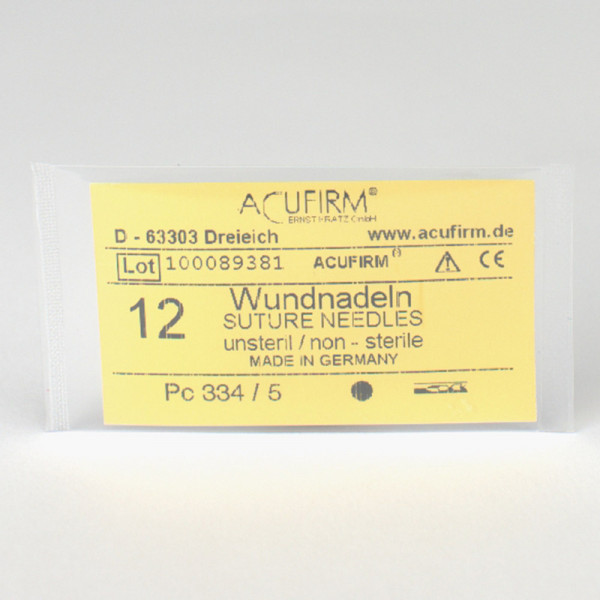 ACUFIRM®
ERNST KRATZ GmbH
D - 63303 Dreieich www.acufirm.de
Lot 100089381 ACUFIRM® CE
12 Wundnadeln
SUTURE NEEDLES
unsteril / non - sterile
MADE IN GERMANY
Pc 334 / 5